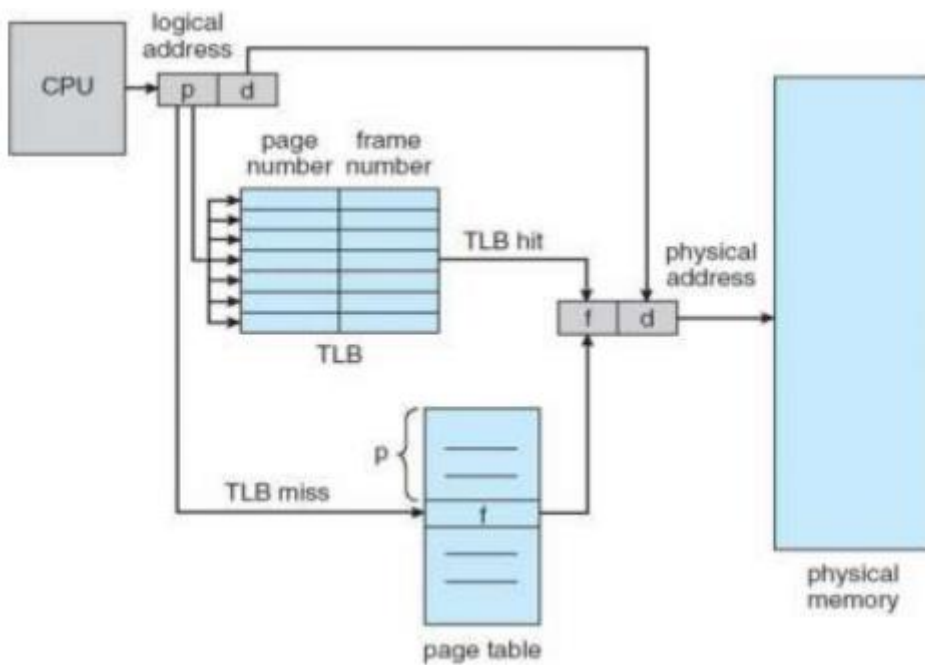 logical
address
CPU
p d
page
number
frame
number
TLB hit
physical
address
f d
TLB
p
TLB miss
f
page table
physical
memory